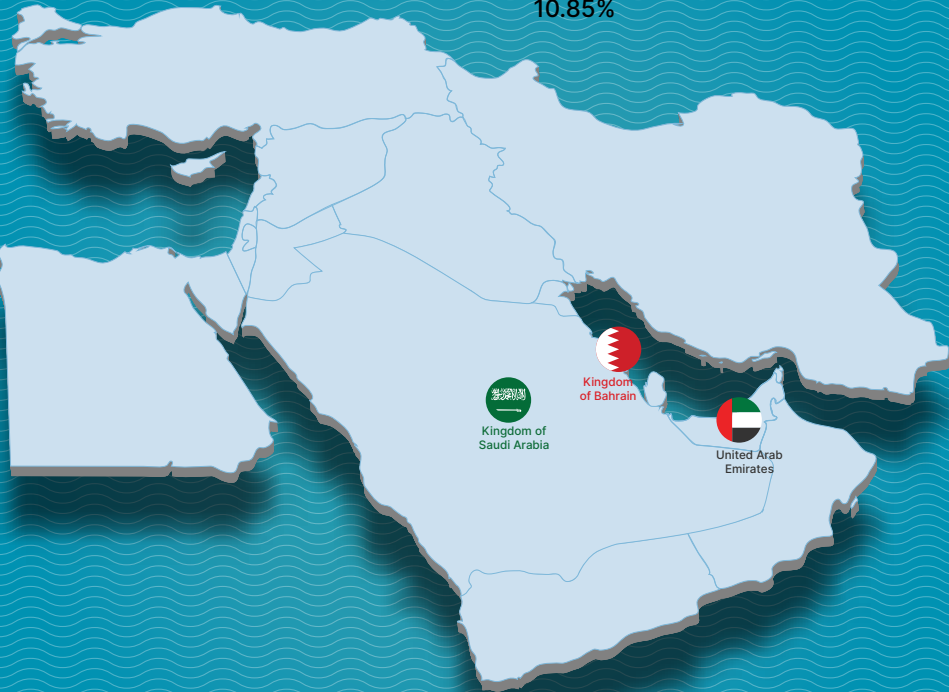 10.85%
Kingdom
of Bahrain
Kingdom of
Saudi Arabia
United Arab
Emirates